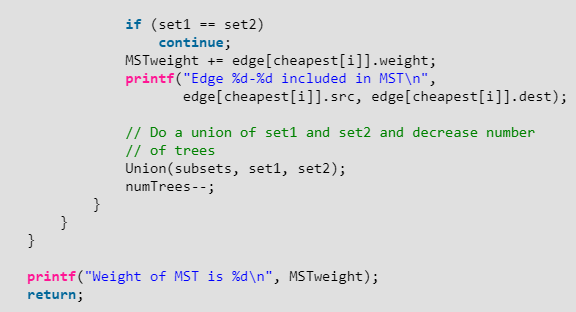 if (set1 == set2)
continue;
MSTweight += edge[cheapest[i]].weight;
printf("Edge %d-%d included in MST\n",
edge[cheapest[i]].src, edge[cheapest[i]].dest);
// Do a union of set1 and set2 and decrease number
// of trees
Union(subsets, set1, set2);
numTrees--;
}
}
}
printf("Weight of MST is %d\n", MSTweight);
return;